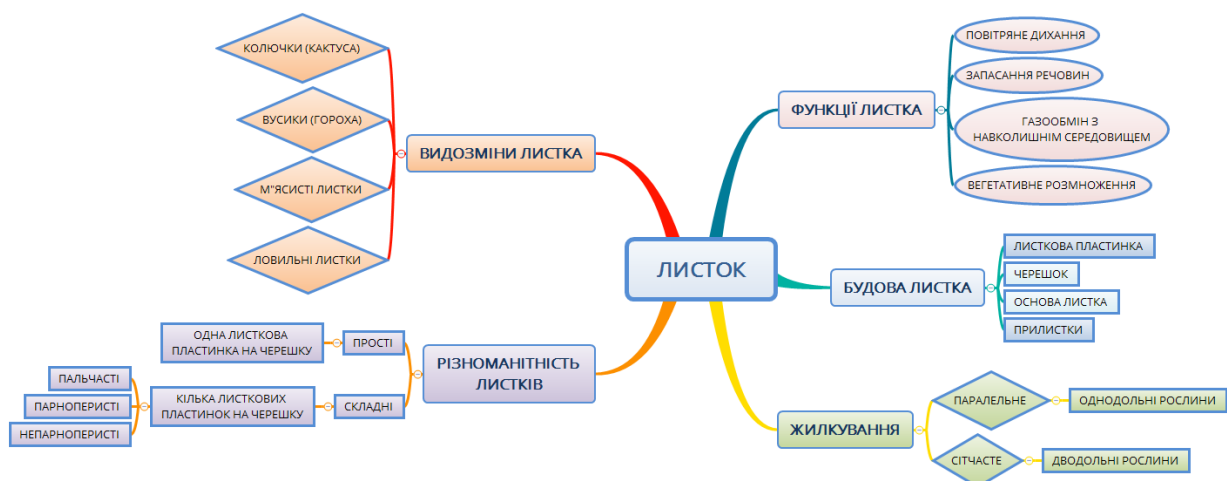 ЛИСТОК
ВИДОЗМІНИ ЛИСТКА
КОЛЮЧКИ (КАКТУСА)
ВУСИКИ (ГОРОХА)
М"ЯСИСТІ ЛИСТКИ
ЛОВИЛЬНІ ЛИСТКИ
ФУНКЦІЇ ЛИСТКА
ПОВІТРЯНЕ ДИХАННЯ
ЗАПАСАННЯ РЕЧОВИН
ГАЗООБМІН З
НАВКОЛИШНІМ СЕРЕДОВИЩЕМ
ВЕГЕТАТИВНЕ РОЗМНОЖЕННЯ
БУДОВА ЛИСТКА
ЛИСТКОВА ПЛАСТИНКА
ЧЕРЕШОК
ОСНОВА ЛИСТКА
ПРИЛИСТКИ
РІЗНОМАНІТНІСТЬ
ЛИСТКІВ
ПРОСТІ
ОДНА ЛИСТКОВА
ПЛАСТИНКА НА ЧЕРЕШКУ
СКЛАДНІ
КІЛЬКА ЛИСТКОВИХ
ПЛАСТИНОК НА ЧЕРЕШКУ
ПАЛЬЧАСТІ
ПАРНОПЕРИСТІ
НЕПАРНОПЕРИСТІ
ЖИЛКУВАННЯ
ПАРАЛЕЛЬНЕ
ОДНОДОЛЬНІ РОСЛИНИ
СІТЧАСТЕ
ДВОДОЛЬНІ РОСЛИНИ